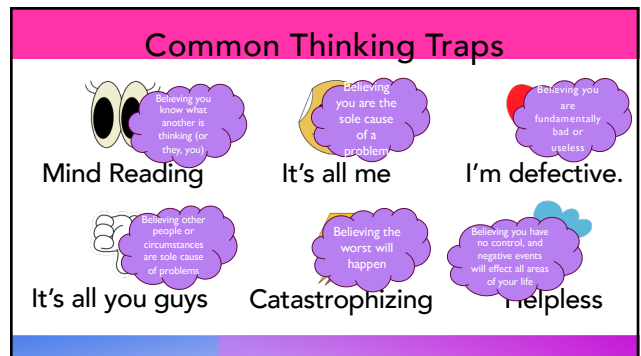 Common Thinking Traps
Believing you
know what
another is
thinking (or
they, you)
Mind Reading
Believing
you are the
sole cause
of a
problem
It's all me
Believing you
are
fundamentally
bad or
useless
I'm defective.
Believing other
people or
circumstances
are sole cause
of problems
It's all you guys
Believing the
worst will
happen
Catastrophizing
Believing you have
no control, and
negative events
will effect all areas
of your life
Helpless